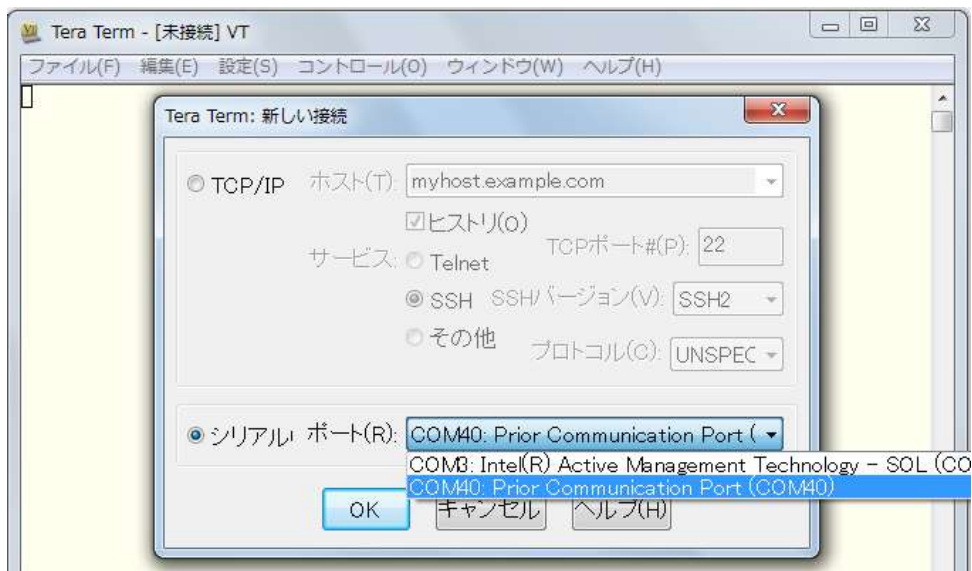 Tera Term - [未接続] VT
ファイル(F) 編集(E) 設定(S) コントロール(O) ウィンドウ(W) ヘルプ(H)
Tera Term: 新しい接続
TCP/IP ホスト(T): myhost.example.com
ヒストリ(O)
サービス: Telnet TCPポート#(P): 22
SSH SSHバージョン(V): SSH2
その他 プロトコル(C): UNSPEC
シリアル ポート(R): COM40: Prior Communication Port (
COM3: Intel(R) Active Management Technology - SOL (CO
COM40: Prior Communication Port (COM40)
OK キャンセル ヘルプ(H)